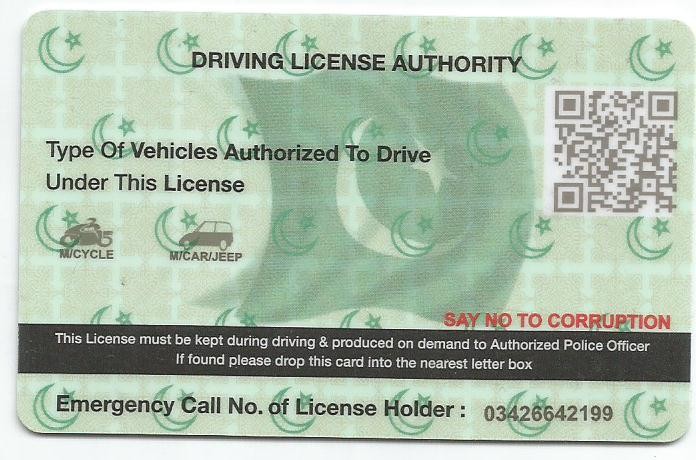 DRIVING LICENSE AUTHORITY
Type Of Vehicles Authorized To Drive
Under This License
M/CYCLE
M/CAR/JEEP
SAY NO TO CORRUPTION
This License must be kept during driving & produced on demand to Authorized Police Officer
If found please drop this card into the nearest letter box
Emergency Call No. of License Holder : 03426642199